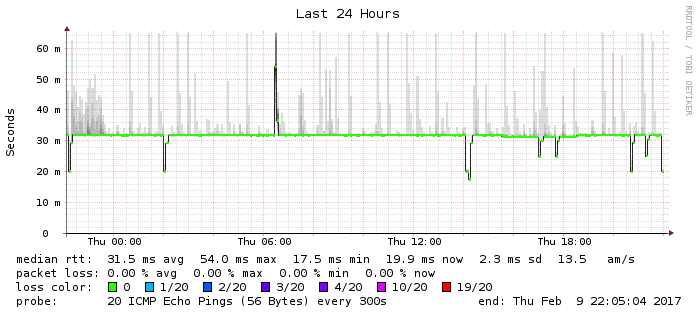 Last 24 Hours
RRDTOOL / TOBI OETIKER
Seconds
60 m
50 m
40 m
30 m
20 m
10 m
0
Thu 00:00 Thu 06:00 Thu 12:00 Thu 18:00
median rtt: 31.5 ms avg 54.0 ms max 17.5 ms min 19.9 ms now 2.3 ms sd 13.5 am/s
packet loss: 0.00 % avg 0.00 % max 0.00 % min 0.00 % now
loss color: 0 1/20 2/20 3/20 4/20 10/20 19/20
probe: 20 ICMP Echo Pings (56 Bytes) every 300s end: Thu Feb 9 22:05:04 2017